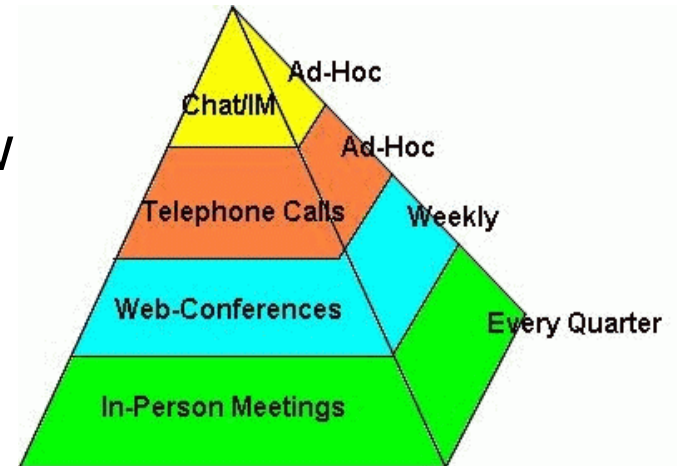 Ad-Hoc
Chat/IM
Ad-Hoc
Telephone Calls
Weekly
Web-Conferences
Every Quarter
In-Person Meetings